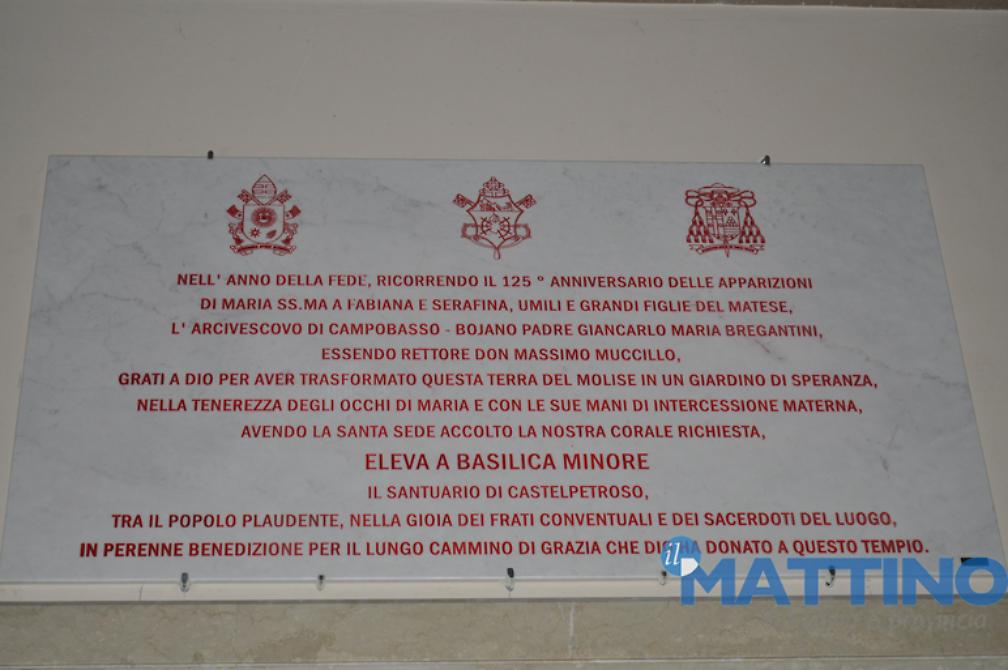 NELL' ANNO DELLA FEDE, RICORRENDO IL 125 ° ANNIVERSARIO DELLE APPARIZIONI
DI MARIA SS.MA A FABIANA E SERAFINA, UMILI E GRANDI FIGLIE DEL MATESE,
L' ARCIVESCOVO DI CAMPOBASSO - BOJANO PADRE GIANCARLO MARIA BREGANTINI,
ESSENDO RETTORE DON MASSIMO MUCCILLO,
GRATI A DIO PER AVER TRASFORMATO QUESTA TERRA DEL MOLISE IN UN GIARDINO DI SPERANZA,
NELLA TENEREZZA DEGLI OCCHI DI MARIA E CON LE SUE MANI DI INTERCESSIONE MATERNA,
AVENDO LA SANTA SEDE ACCOLTO LA NOSTRA CORALE RICHIESTA,
ELEVA A BASILICA MINORE
IL SANTUARIO DI CASTELPETROSO,
TRA IL POPOLO PLAUDENTE, NELLA GIOIA DEI FRATI CONVENTUALI E DEI SACERDOTI DEL LUOGO,
IN PERENNE BENEDIZIONE PER IL LUNGO CAMMINO DI GRAZIA CHE DIO HA DONATO A QUESTO TEMPIO.
il MATTINO
provincia